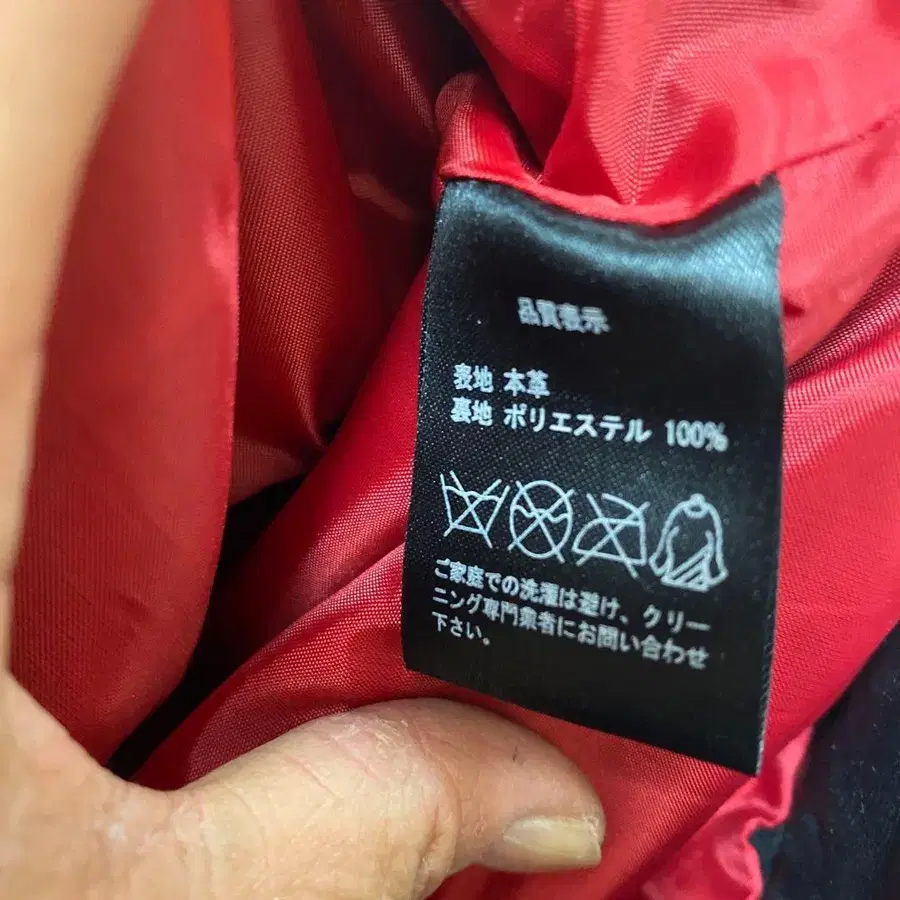 品質表示
表地 本革
裏地 ポリエステル 100%
ご家庭での洗濯は避け、クリー
ニング専門業者にお問い合わせ
下さい。